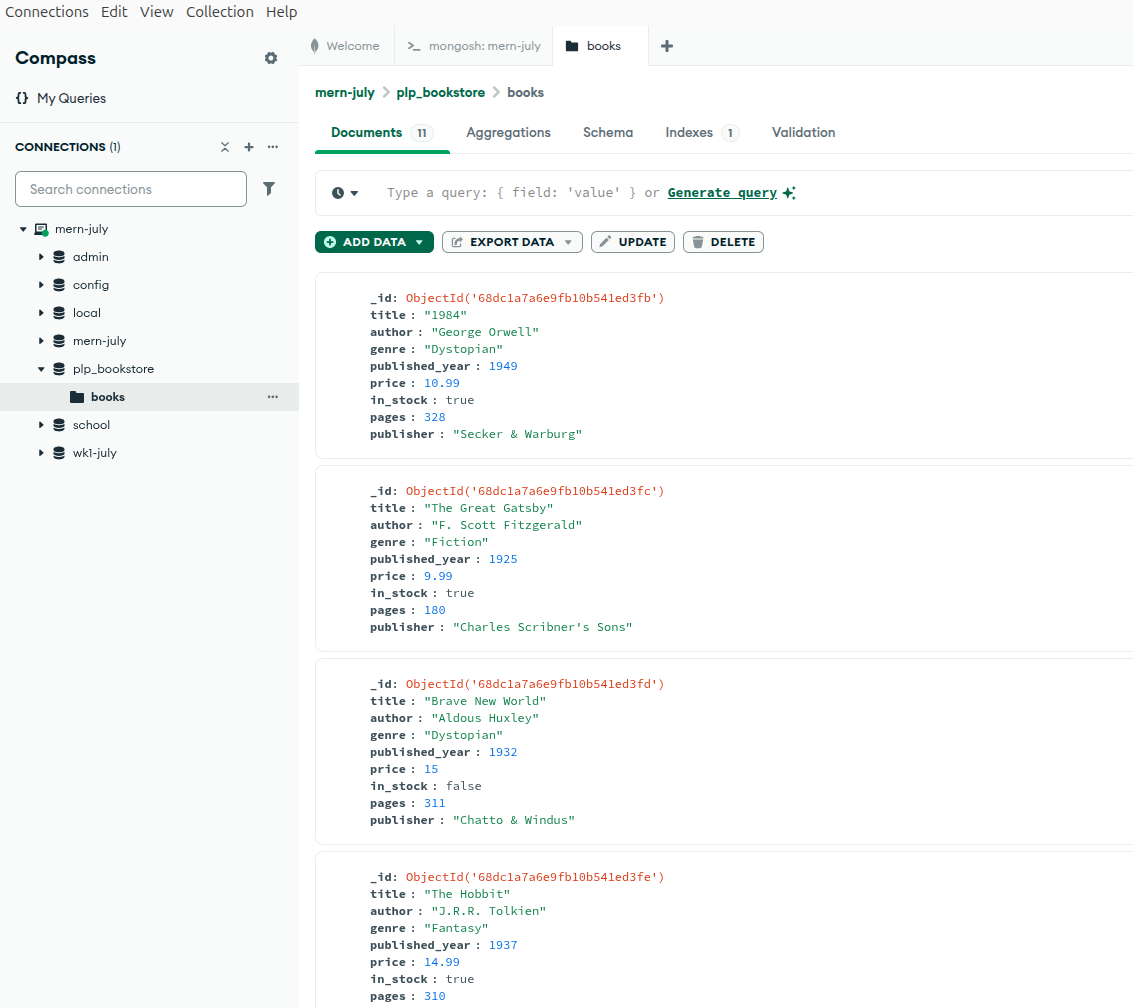 Connections Edit View Collection Help
Compass
{} My Queries
CONNECTIONS (1)
Search connections
mern-july
admin
config
local
mern-july
plp_bookstore
books
school
wk1-july
Welcome
mongosh: mern-july
books
mern-july > plp_bookstore > books
Documents 11 Aggregations Schema Indexes 1 Validation
Type a query: { field: 'value' } or Generate query
ADD DATA EXPORT DATA UPDATE DELETE
_id: ObjectId('68dc1a7a6e9fb10b541ed3fb')
title : "1984"
author : "George Orwell"
genre : "Dystopian"
published_year : 1949
price : 10.99
in_stock : true
pages : 328
publisher : "Secker & Warburg"
_id: ObjectId('68dc1a7a6e9fb10b541ed3fc')
title : "The Great Gatsby"
author : "F. Scott Fitzgerald"
genre : "Fiction"
published_year : 1925
price : 9.99
in_stock : true
pages : 180
publisher : "Charles Scribner's Sons"
_id: ObjectId('68dc1a7a6e9fb10b541ed3fd')
title : "Brave New World"
author : "Aldous Huxley"
genre : "Dystopian"
published_year : 1932
price : 15
in_stock : false
pages : 311
publisher : "Chatto & Windus"
_id: ObjectId('68dc1a7a6e9fb10b541ed3fe')
title : "The Hobbit"
author : "J.R.R. Tolkien"
genre : "Fantasy"
published_year : 1937
price : 14.99
in_stock : true
pages : 310